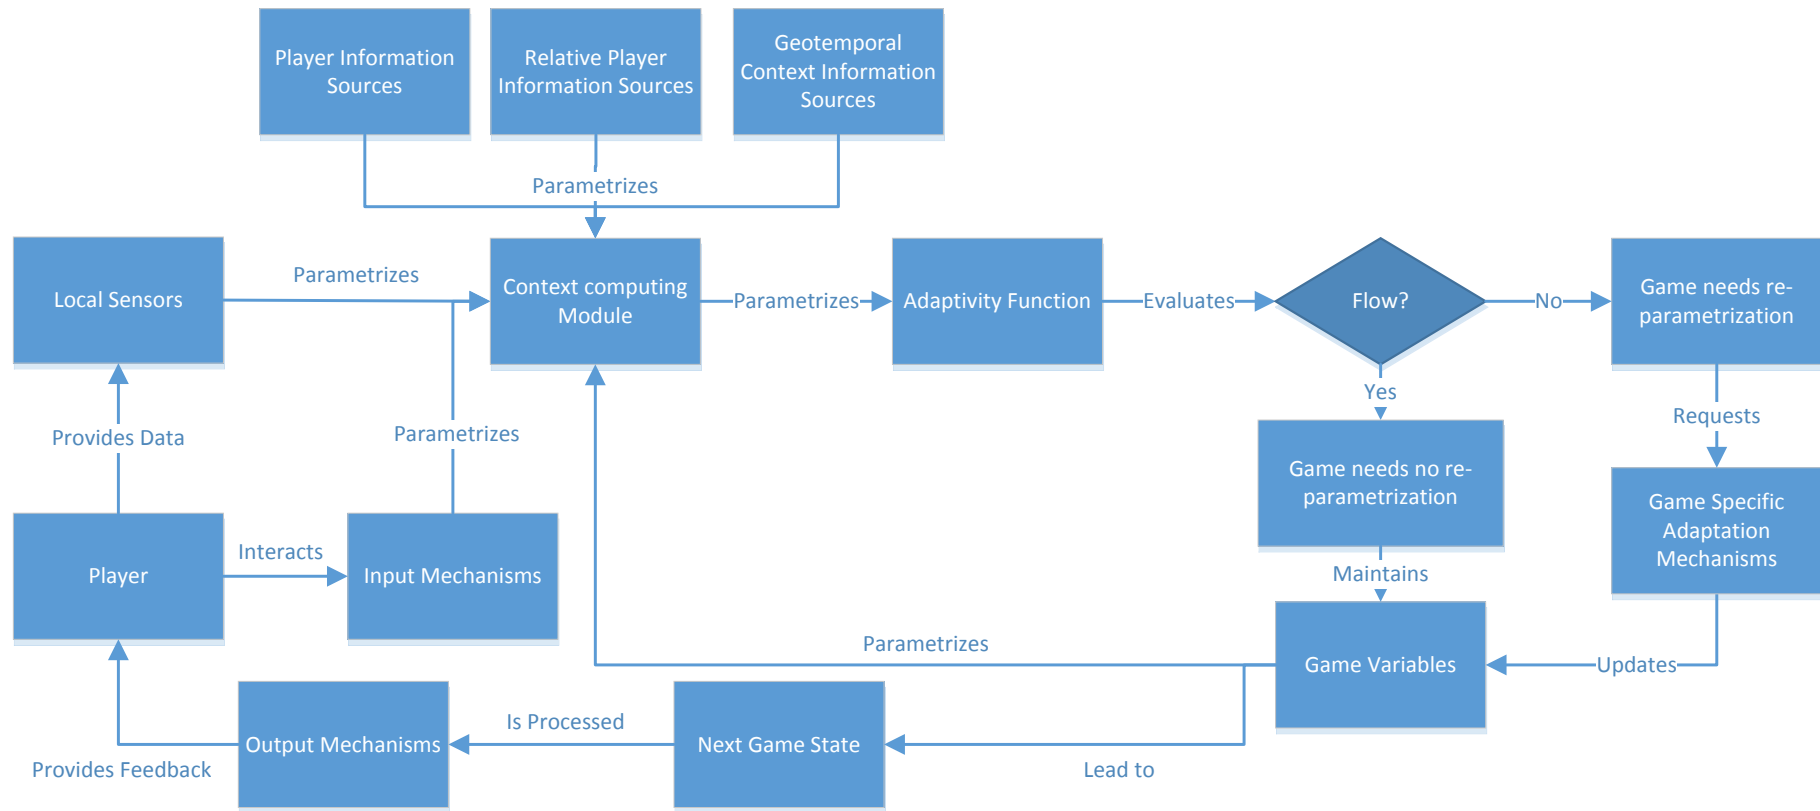 Player Information
Sources
Relative Player
Information Sources
Geotemporal
Context Information
Sources
Parametrizes
Local Sensors
Parametrizes
Context computing
Module
Parametrizes
Adaptivity Function
Evaluates
Flow?
No
Game needs re-
parametrization
Provides Data
Parametrizes
Yes
Requests
Game needs no re-
parametrization
Game Specific
Adaptation
Mechanisms
Player
Interacts
Input Mechanisms
Maintains
Parametrizes
Game Variables
Updates
Output Mechanisms
Is Processed
Next Game State
Provides Feedback
Lead to